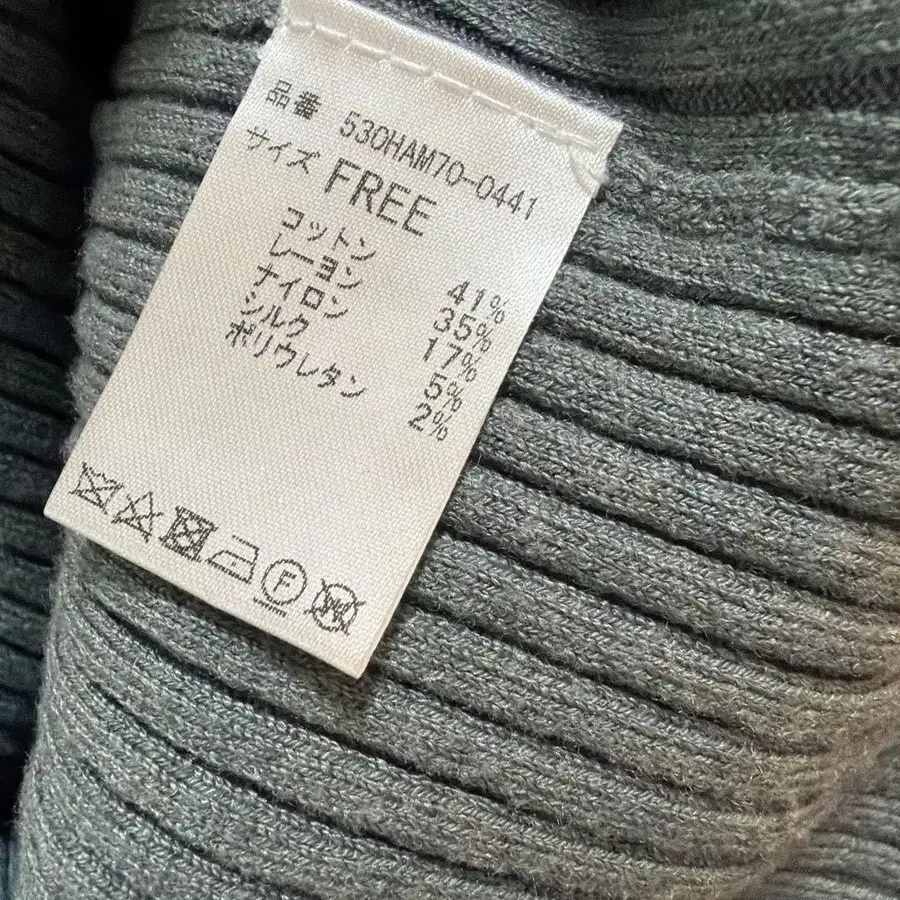 品番 530HAM70-0441
サイズ FREE
コットン 41%
レーヨン 35%
ナイロン 17%
シルク 5%
ポリウレタン 2%
F
W